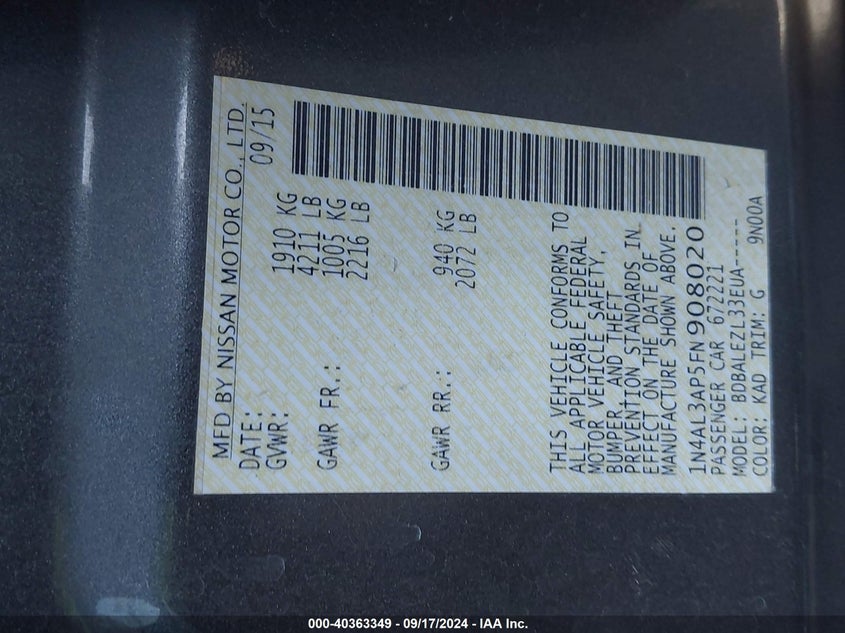 MFD BY NISSAN MOTOR CO., LTD.
DATE: 09/15
GVWR: 1910 KG
4211 LB
GAWR FR.: 1005 KG
2216 LB
GAWR RR.: 940 KG
2072 LB
THIS VEHICLE CONFORMS TO
ALL APPLICABLE FEDERAL
MOTOR VEHICLE SAFETY,
BUMPER, AND THEFT
PREVENTION STANDARDS IN
EFFECT ON THE DATE OF
MANUFACTURE SHOWN ABOVE.
1N4AL3AP5FN908020
PASSENGER CAR 672221
MODEL: BDBALEZL33EUA-----
COLOR: KAD TRIM: G 9N00A
000-40363349 - 09/17/2024 - IAA Inc.